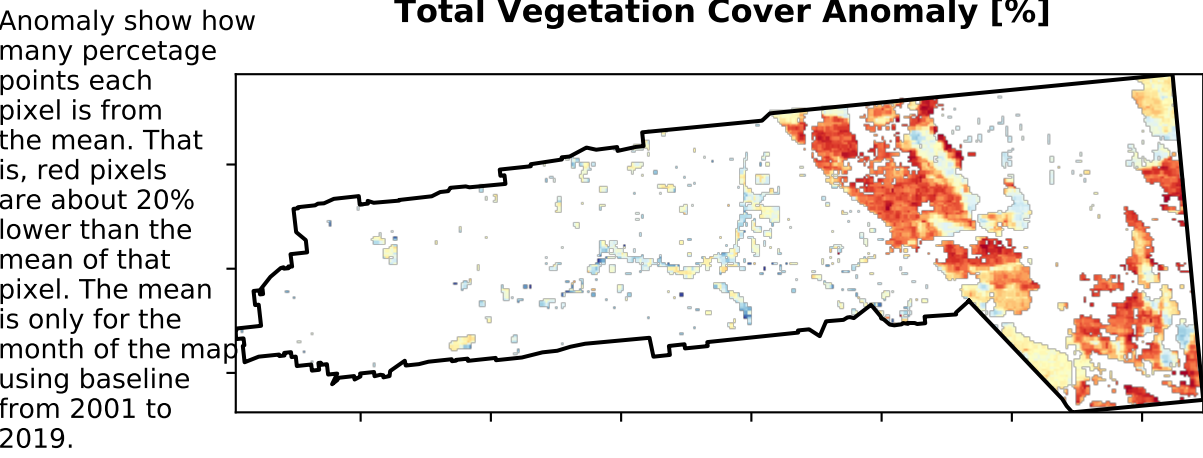 Total Vegetation Cover Anomaly [%]
Anomaly show how
many percetage
points each
pixel is from
the mean. That
is, red pixels
are about 20%
lower than the
mean of that
pixel. The mean
is only for the
month of the map
using baseline
from 2001 to
2019.